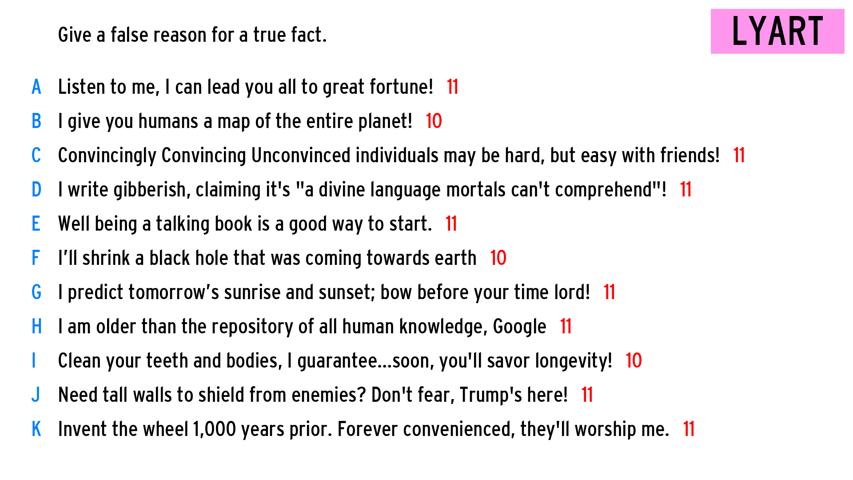 Give a false reason for a true fact.
LYART
A Listen to me, I can lead you all to great fortune! 11
B I give you humans a map of the entire planet! 10
C Convincingly Convincing Unconvinced individuals may be hard, but easy with friends! 11
D I write gibberish, claiming it's "a divine language mortals can't comprehend"! 11
E Well being a talking book is a good way to start. 11
F I’ll shrink a black hole that was coming towards earth 10
G I predict tomorrow’s sunrise and sunset; bow before your time lord! 11
H I am older than the repository of all human knowledge, Google 11
I Clean your teeth and bodies, I guarantee...soon, you'll savor longevity! 10
J Need tall walls to shield from enemies? Don't fear, Trump's here! 11
K Invent the wheel 1,000 years prior. Forever convenienced, they'll worship me. 11